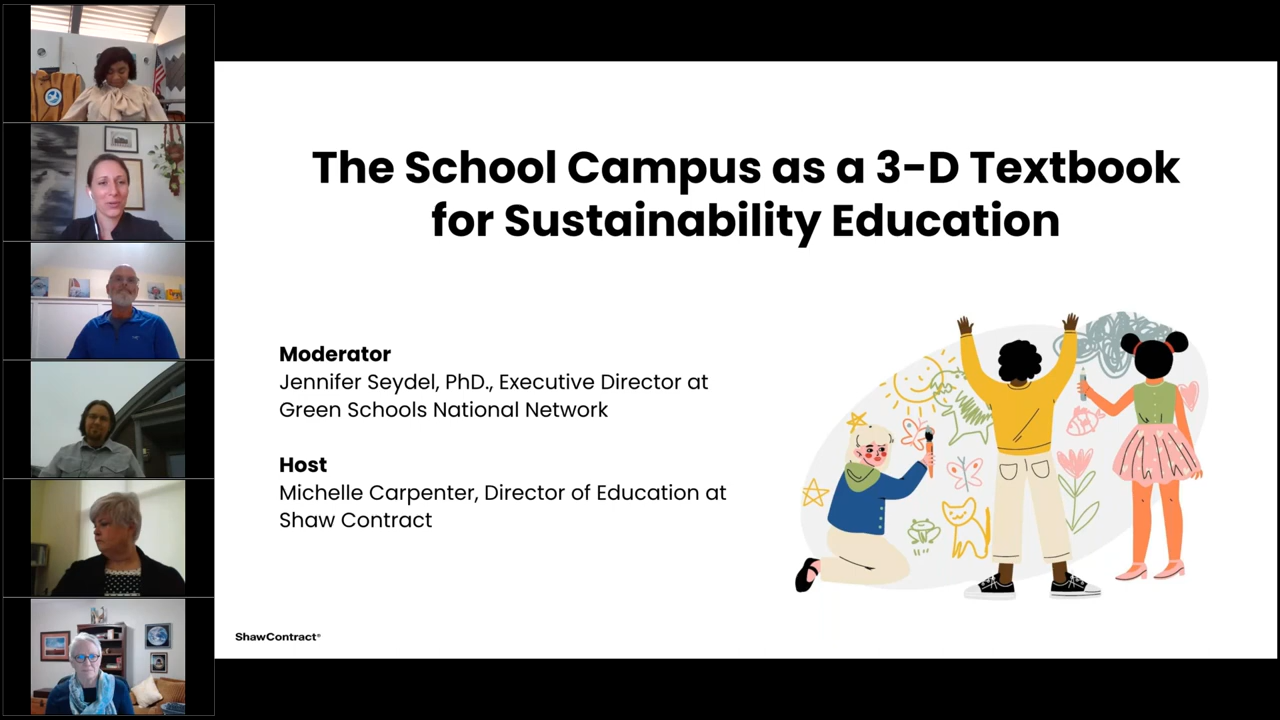 The School Campus as a 3-D Textbook
for Sustainability Education
Moderator
Jennifer Seydel, PhD., Executive Director at
Green Schools National Network
Host
Michelle Carpenter, Director of Education at
Shaw Contract
ShawContract®